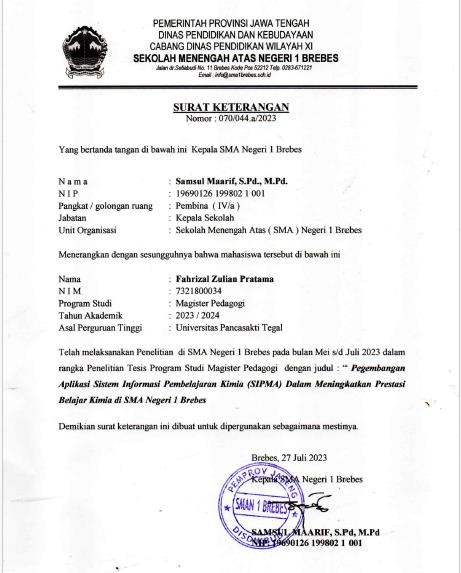 PEMERINTAH PROVINSI JAWA TENGAH
DINAS PENDIDIKAN DAN KEBUDAYAAN
CABANG DINAS PENDIDIKAN WILAYAH XI
SEKOLAH MENENGAH ATAS NEGERI 1 BREBES
Jalan dr.Setiabudi No. 11 Brebes Kode Pos 52212 Telp. 0283-671221
Email : info@sma1brebes.sch.id
SURAT KETERANGAN
Nomor : 070/044.a/2023
Yang bertanda tangan di bawah ini Kepala SMA Negeri 1 Brebes
N a m a : Samsul Maarif, S.Pd., M.Pd.
N I P : 19690126 199802 1 001
Pangkat / golongan ruang : Pembina ( IV/a )
Jabatan : Kepala Sekolah
Unit Organisasi : Sekolah Menengah Atas ( SMA ) Negeri 1 Brebes
Menerangkan dengan sesungguhnya bahwa mahasiswa tersebut di bawah ini
Nama : Fahrizal Zulian Pratama
N I M : 7321800034
Program Studi : Magister Pedagogi
Tahun Akademik : 2023 / 2024
Asal Perguruan Tinggi : Universitas Pancasakti Tegal
Telah melaksanakan Penelitian di SMA Negeri 1 Brebes pada bulan Mei s/d Juli 2023 dalam
rangka Penelitian Tesis Program Studi Magister Pedagogi dengan judul : “ Pegembangan
Aplikasi Sistem Informasi Pembelajaran Kimia (SIPMA) Dalam Meningkatkan Prestasi
Belajar Kimia di SMA Negeri 1 Brebes
Demikian surat keterangan ini dibuat untuk dipergunakan sebagaimana mestinya.
Brebes, 27 Juli 2023
Kepala SMA Negeri 1 Brebes
PEMPROV JATENG
SMAN 1 BREBES
SAMSUL MAARIF, S.Pd, M.Pd
NIP. 19690126 199802 1 001